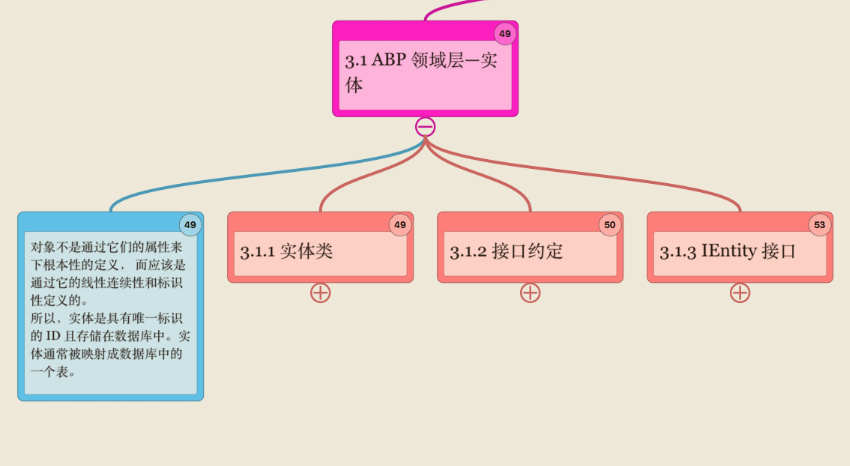 49
3.1 ABP 领域层—实
体
49
对象不是通过它们的属性来
下根本性的定义， 而应该是
通过它的线性连续性和标识
性定义的。
所以，实体是具有唯一标识
的 ID 且存储在数据库中。实
体通常被映射成数据库中的
一个表。
49
3.1.1 实体类
50
3.1.2 接口约定
53
3.1.3 IEntity 接口